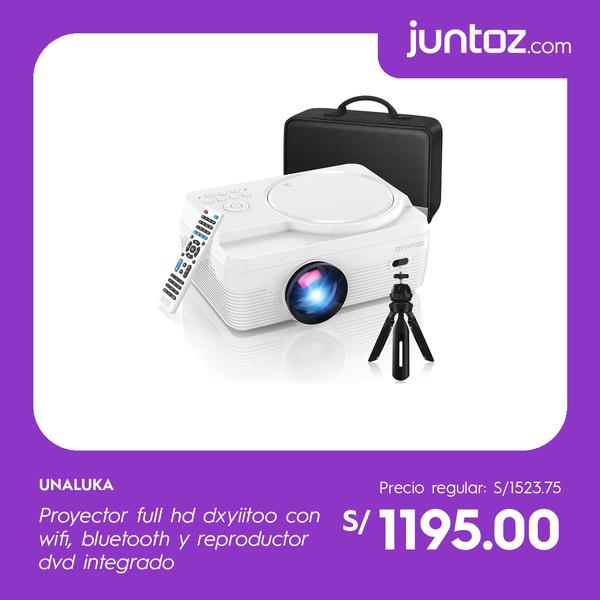 juntoz.com
DXYIITOO
UNALUKA
Proyector full hd dxyiitoo con
wifi, bluetooth y reproductor
dvd integrado
Precio regular: S/1523.75
S/ 1195.00